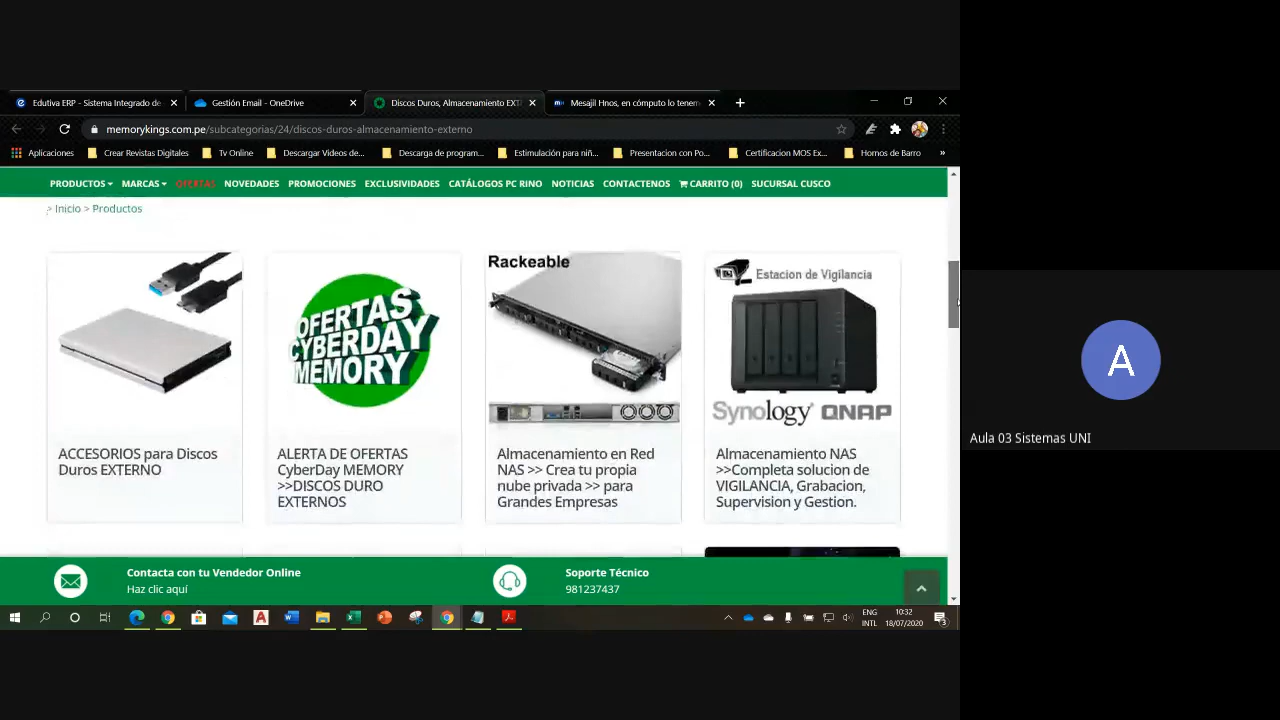 Edutiva ERP - Sistema Integrado de
Gestión Email - OneDrive
Discos Duros, Almacenamiento EXT
Mesajil Hnos, en cómputo lo tenem
memorykings.com.pe/subcategorias/24/discos-duros-almacenamiento-externo
Aplicaciones
Crear Revistas Digitales
Tv Online
Descargar Videos de...
Descarga de program...
Estimulación para niñ...
Presentacion con Po...
Certificacion MOS Ex...
Hornos de Barro
»
PRODUCTOS MARCAS OFERTAS NOVEDADES PROMOCIONES EXCLUSIVIDADES CATÁLOGOS PC RINO NOTICIAS CONTACTENOS CARRITO (0) SUCURSAL CUSCO
> Inicio > Productos
OFERTAS
CYBERDAY
MEMORY
Rackeable
Estacion de Vigilancia
Synology QNAP
ACCESORIOS para Discos
Duros EXTERNO
ALERTA DE OFERTAS
CyberDay MEMORY
>>DISCOS DURO
EXTERNOS
Almacenamiento en Red
NAS >> Crea tu propia
nube privada >> para
Grandes Empresas
Almacenamiento NAS
>>Completa solucion de
VIGILANCIA, Grabacion,
Supervision y Gestion.
Contacta con tu Vendedor Online
Haz clic aquí
Soporte Técnico
981237437
ENG
INTL
10:32
18/07/2020
A
Aula 03 Sistemas UNI